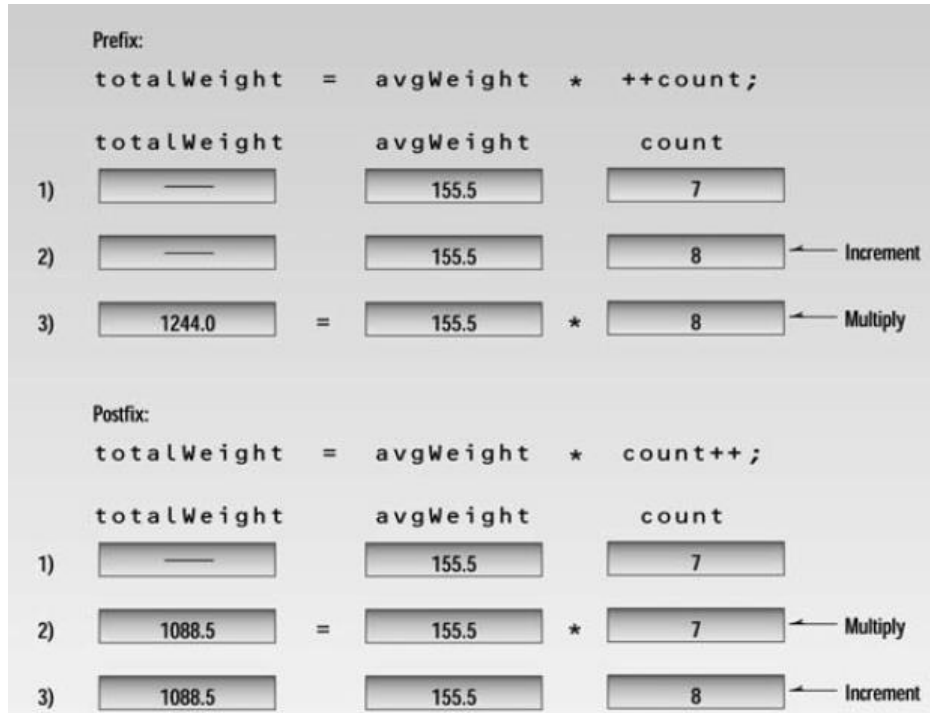 Prefix:
totalWeight = avgWeight * ++count;
totalWeight avgWeight count
1) — 155.5 7
2) — 155.5 8 Increment
3) 1244.0 = 155.5 * 8 Multiply
Postfix:
totalWeight = avgWeight * count++;
totalWeight avgWeight count
1) — 155.5 7
2) 1088.5 = 155.5 * 7 Multiply
3) 1088.5 155.5 8 Increment